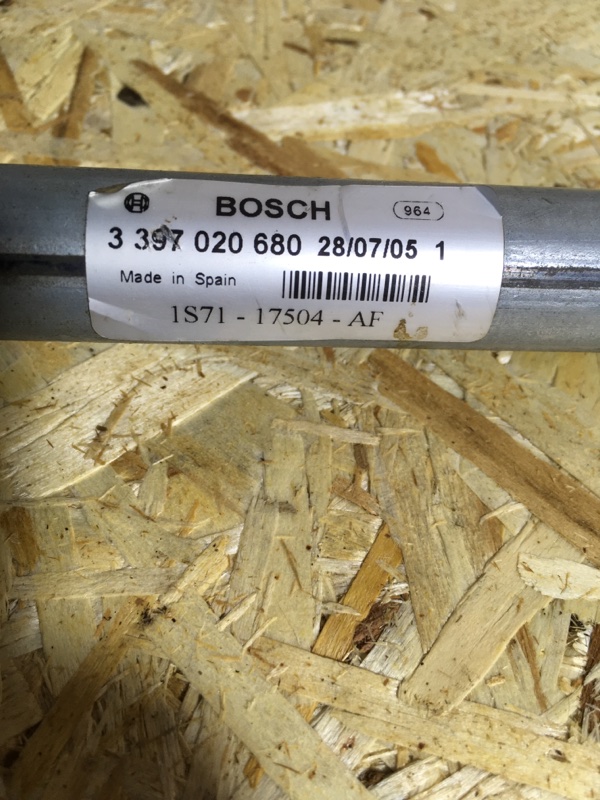 BOSCH 964
3 397 020 680 28/07/05 1
Made in Spain
1S71 - 17504 - AF